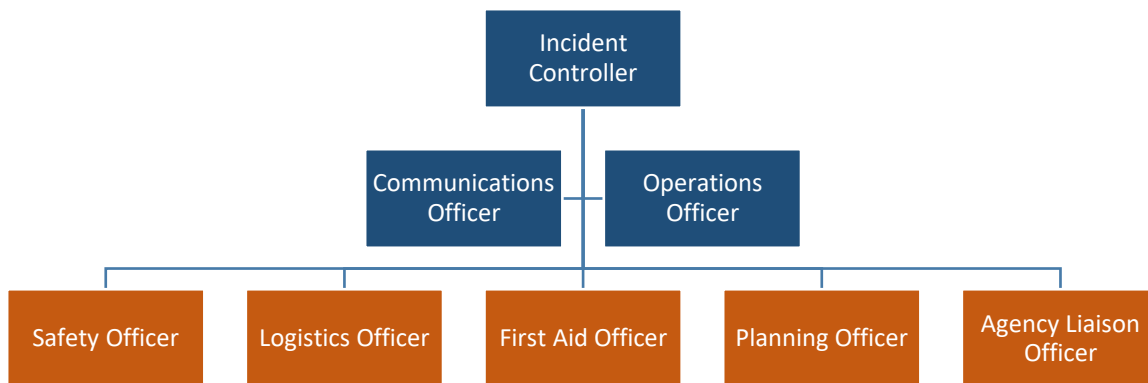 Incident
Controller
Communications
Officer
Operations
Officer
Safety Officer
Logistics Officer
First Aid Officer
Planning Officer
Agency Liaison
Officer